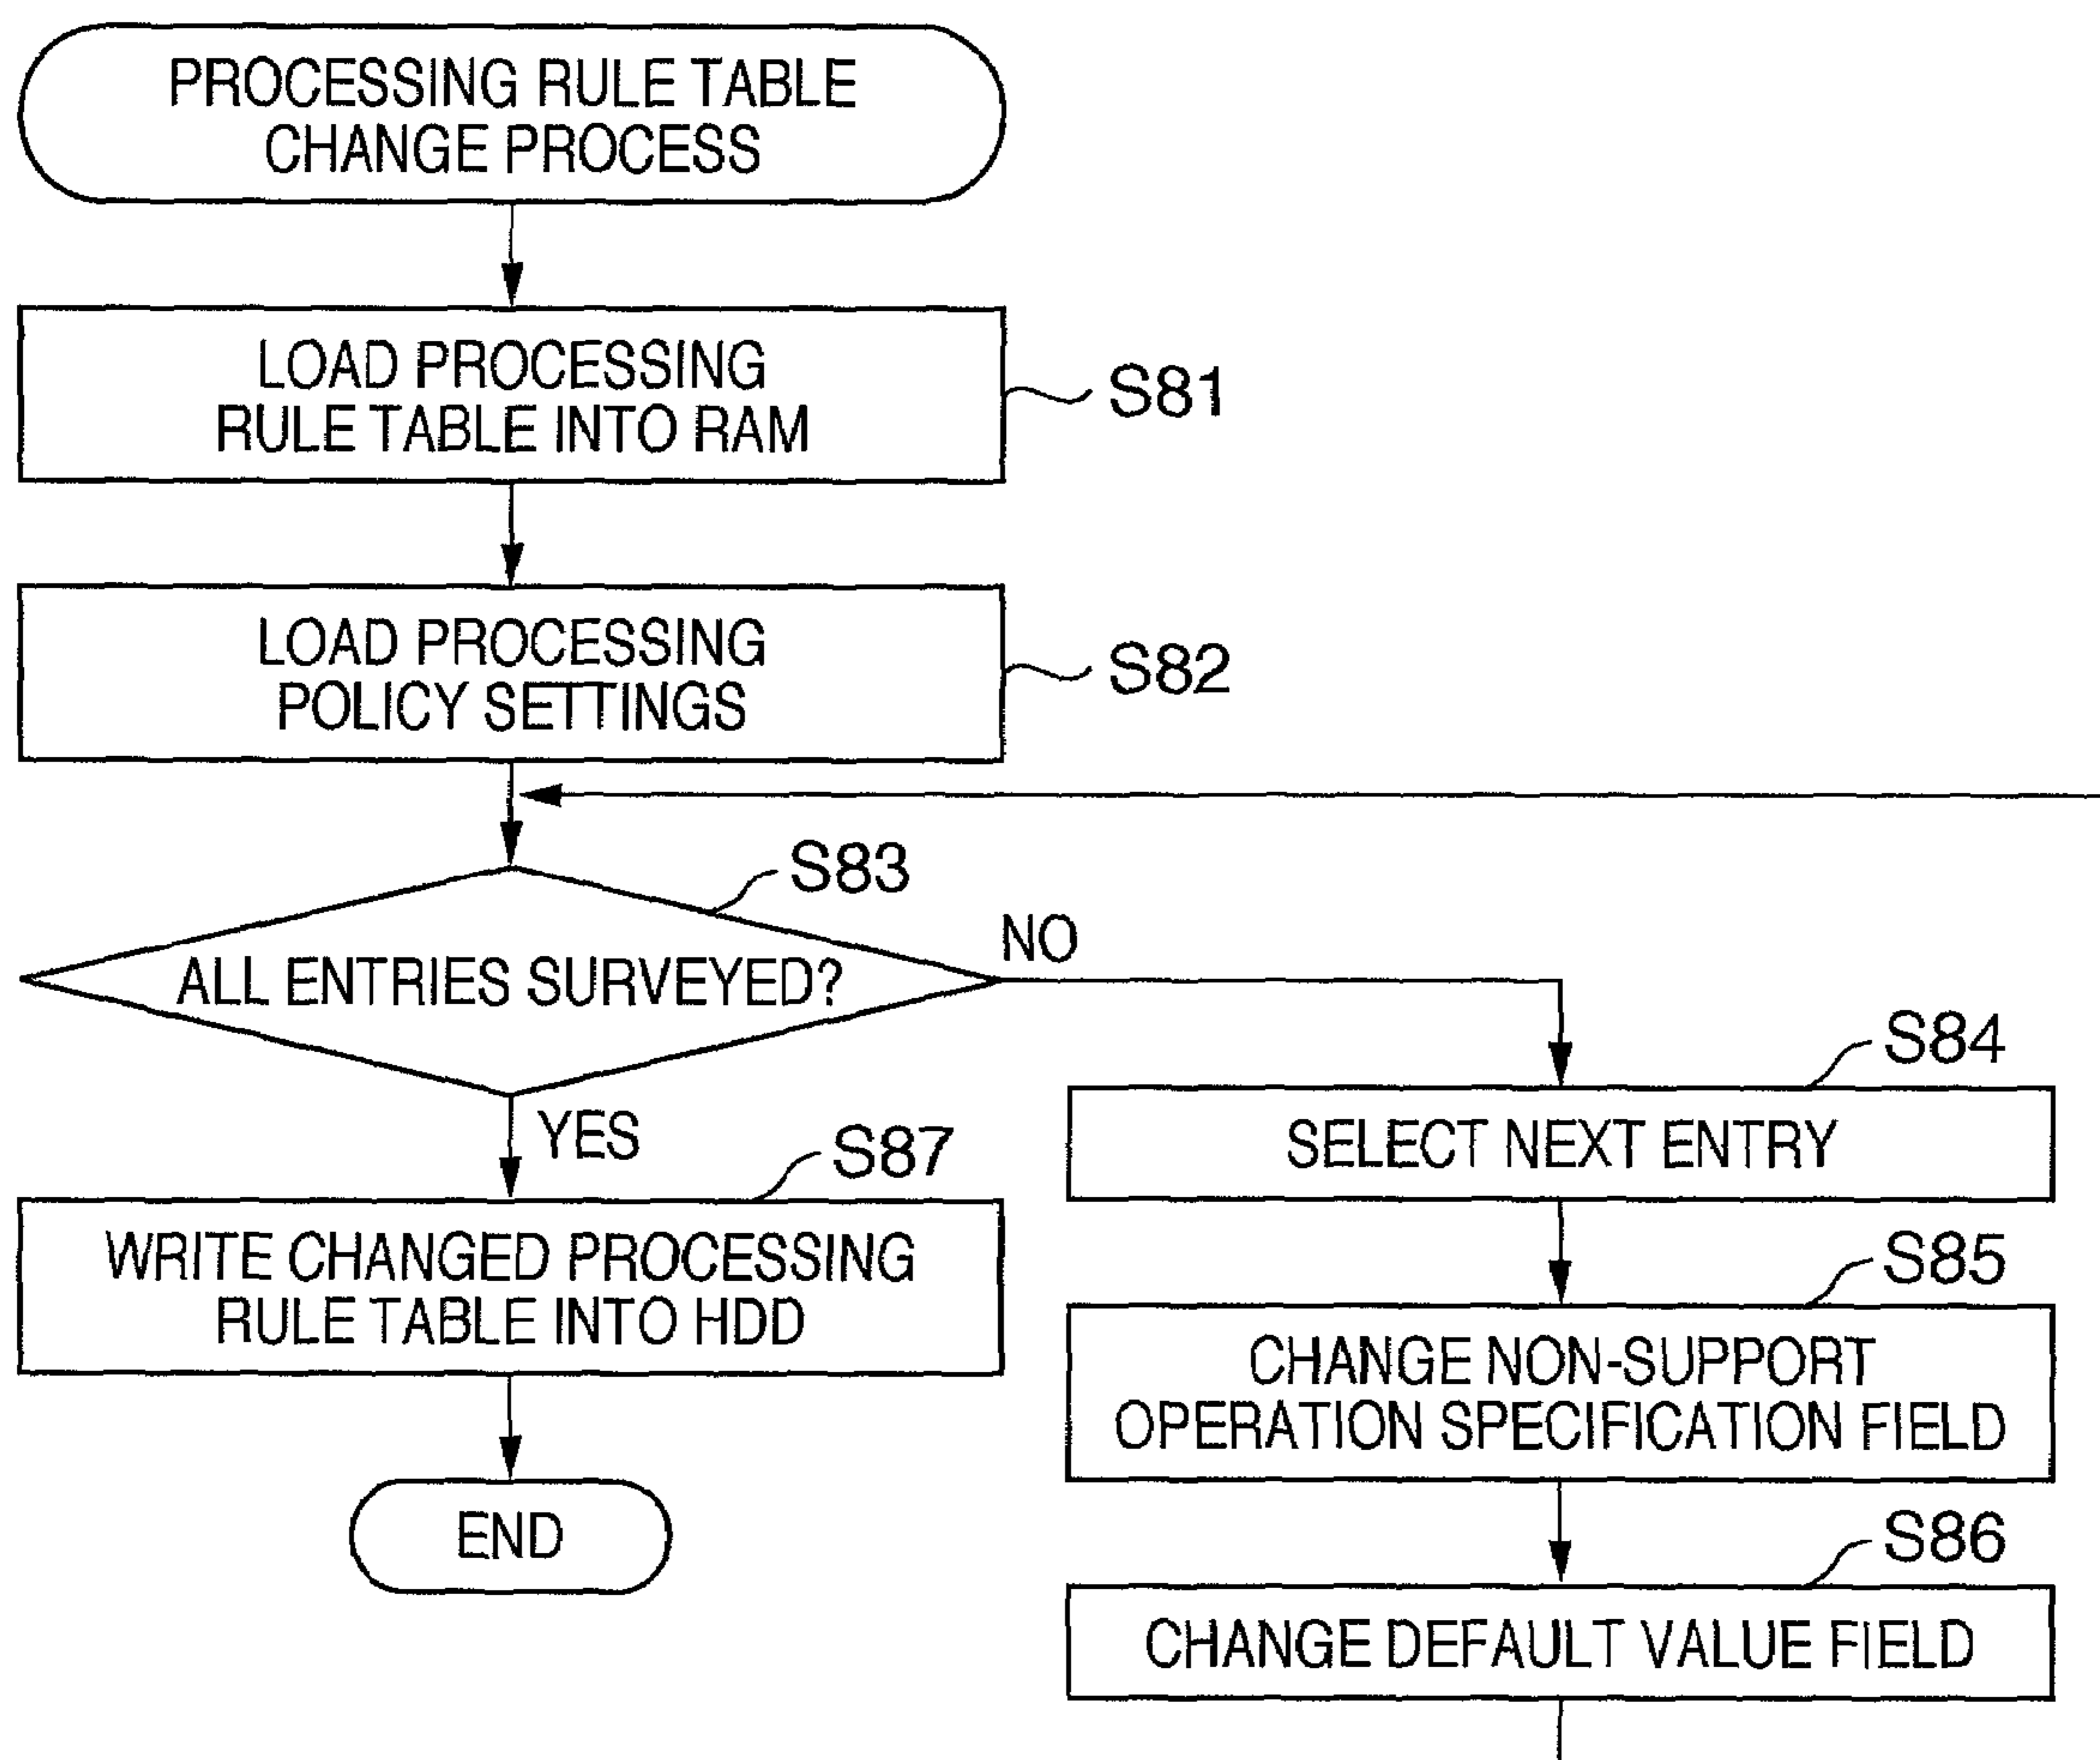 PROCESSING RULE TABLE
CHANGE PROCESS
LOAD PROCESSING
RULE TABLE INTO RAM
S81
LOAD PROCESSING
POLICY SETTINGS
S82
S83
ALL ENTRIES SURVEYED?
NO
YES
S84
SELECT NEXT ENTRY
S85
CHANGE NON-SUPPORT
OPERATION SPECIFICATION FIELD
S86
CHANGE DEFAULT VALUE FIELD
S87
WRITE CHANGED PROCESSING
RULE TABLE INTO HDD
END